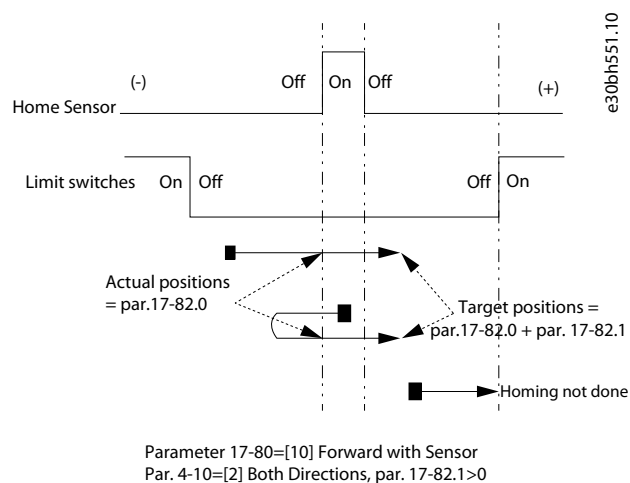 e30bh551.10
(-)
Off
On
Off
(+)
Home Sensor
Limit switches
On
Off
Off
On
Actual positions
= par.17-82.0
Target positions =
par.17-82.0 + par. 17-82.1
Homing not done
Parameter 17-80=[10] Forward with Sensor
Par. 4-10=[2] Both Directions, par. 17-82.1>0